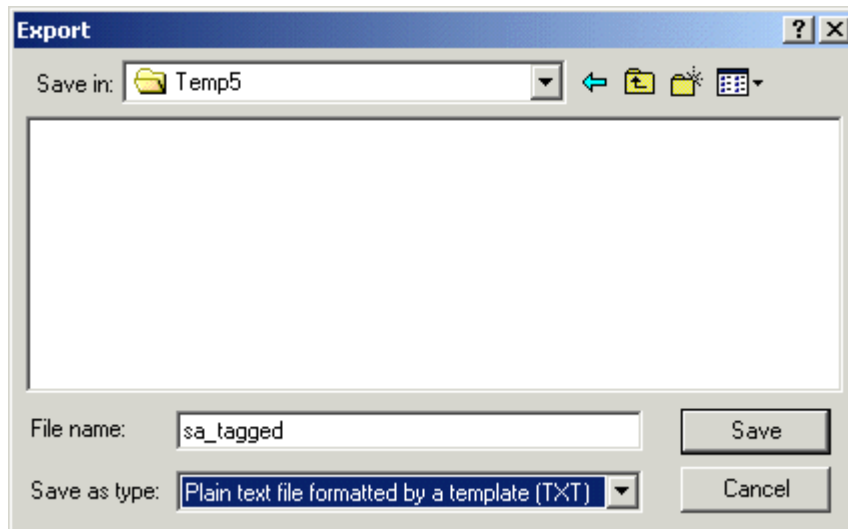 Export
Save in: Temp5
File name: sa_tagged Save
Save as type: Plain text file formatted by a template (TXT) Cancel